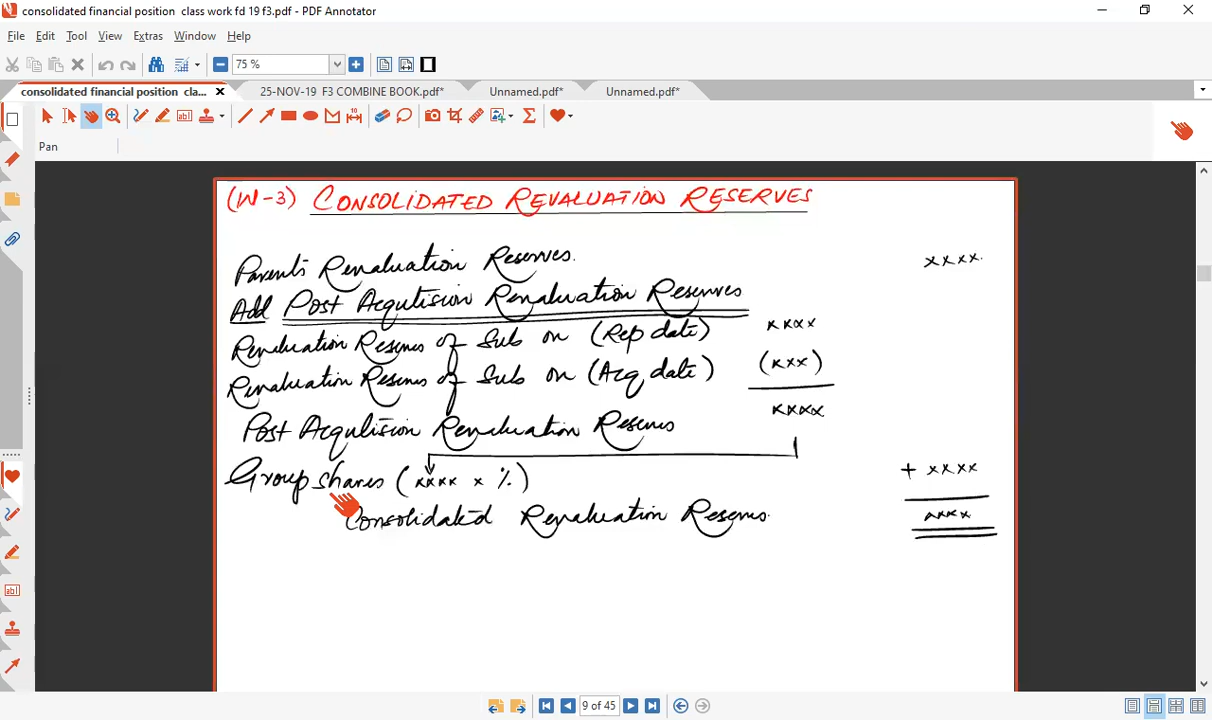 consolidated financial position class work fd 19 f3.pdf - PDF Annotator
File Edit Tool View Extras Window Help
75 %
consolidated financial position cla... 25-NOV-19 F3 COMBINE BOOK.pdf* Unnamed.pdf* Unnamed.pdf*
Pan
(W-3) CONSOLIDATED REVALUATION RESERVES
Parents Revaluation Reserves. xxxx.
Add Post Acqutision Revaluation Reserves
Revaluation Reserves of Sub on (Rep date) xxxx
Revaluation Reserves of Sub on (Acq date) (xxx)
xxxx
Post Acqutision Revaluation Reserves
Group shares (xxxx x %) + xxxx
Consolidated Revaluation Reserves. xxxx
9 of 45